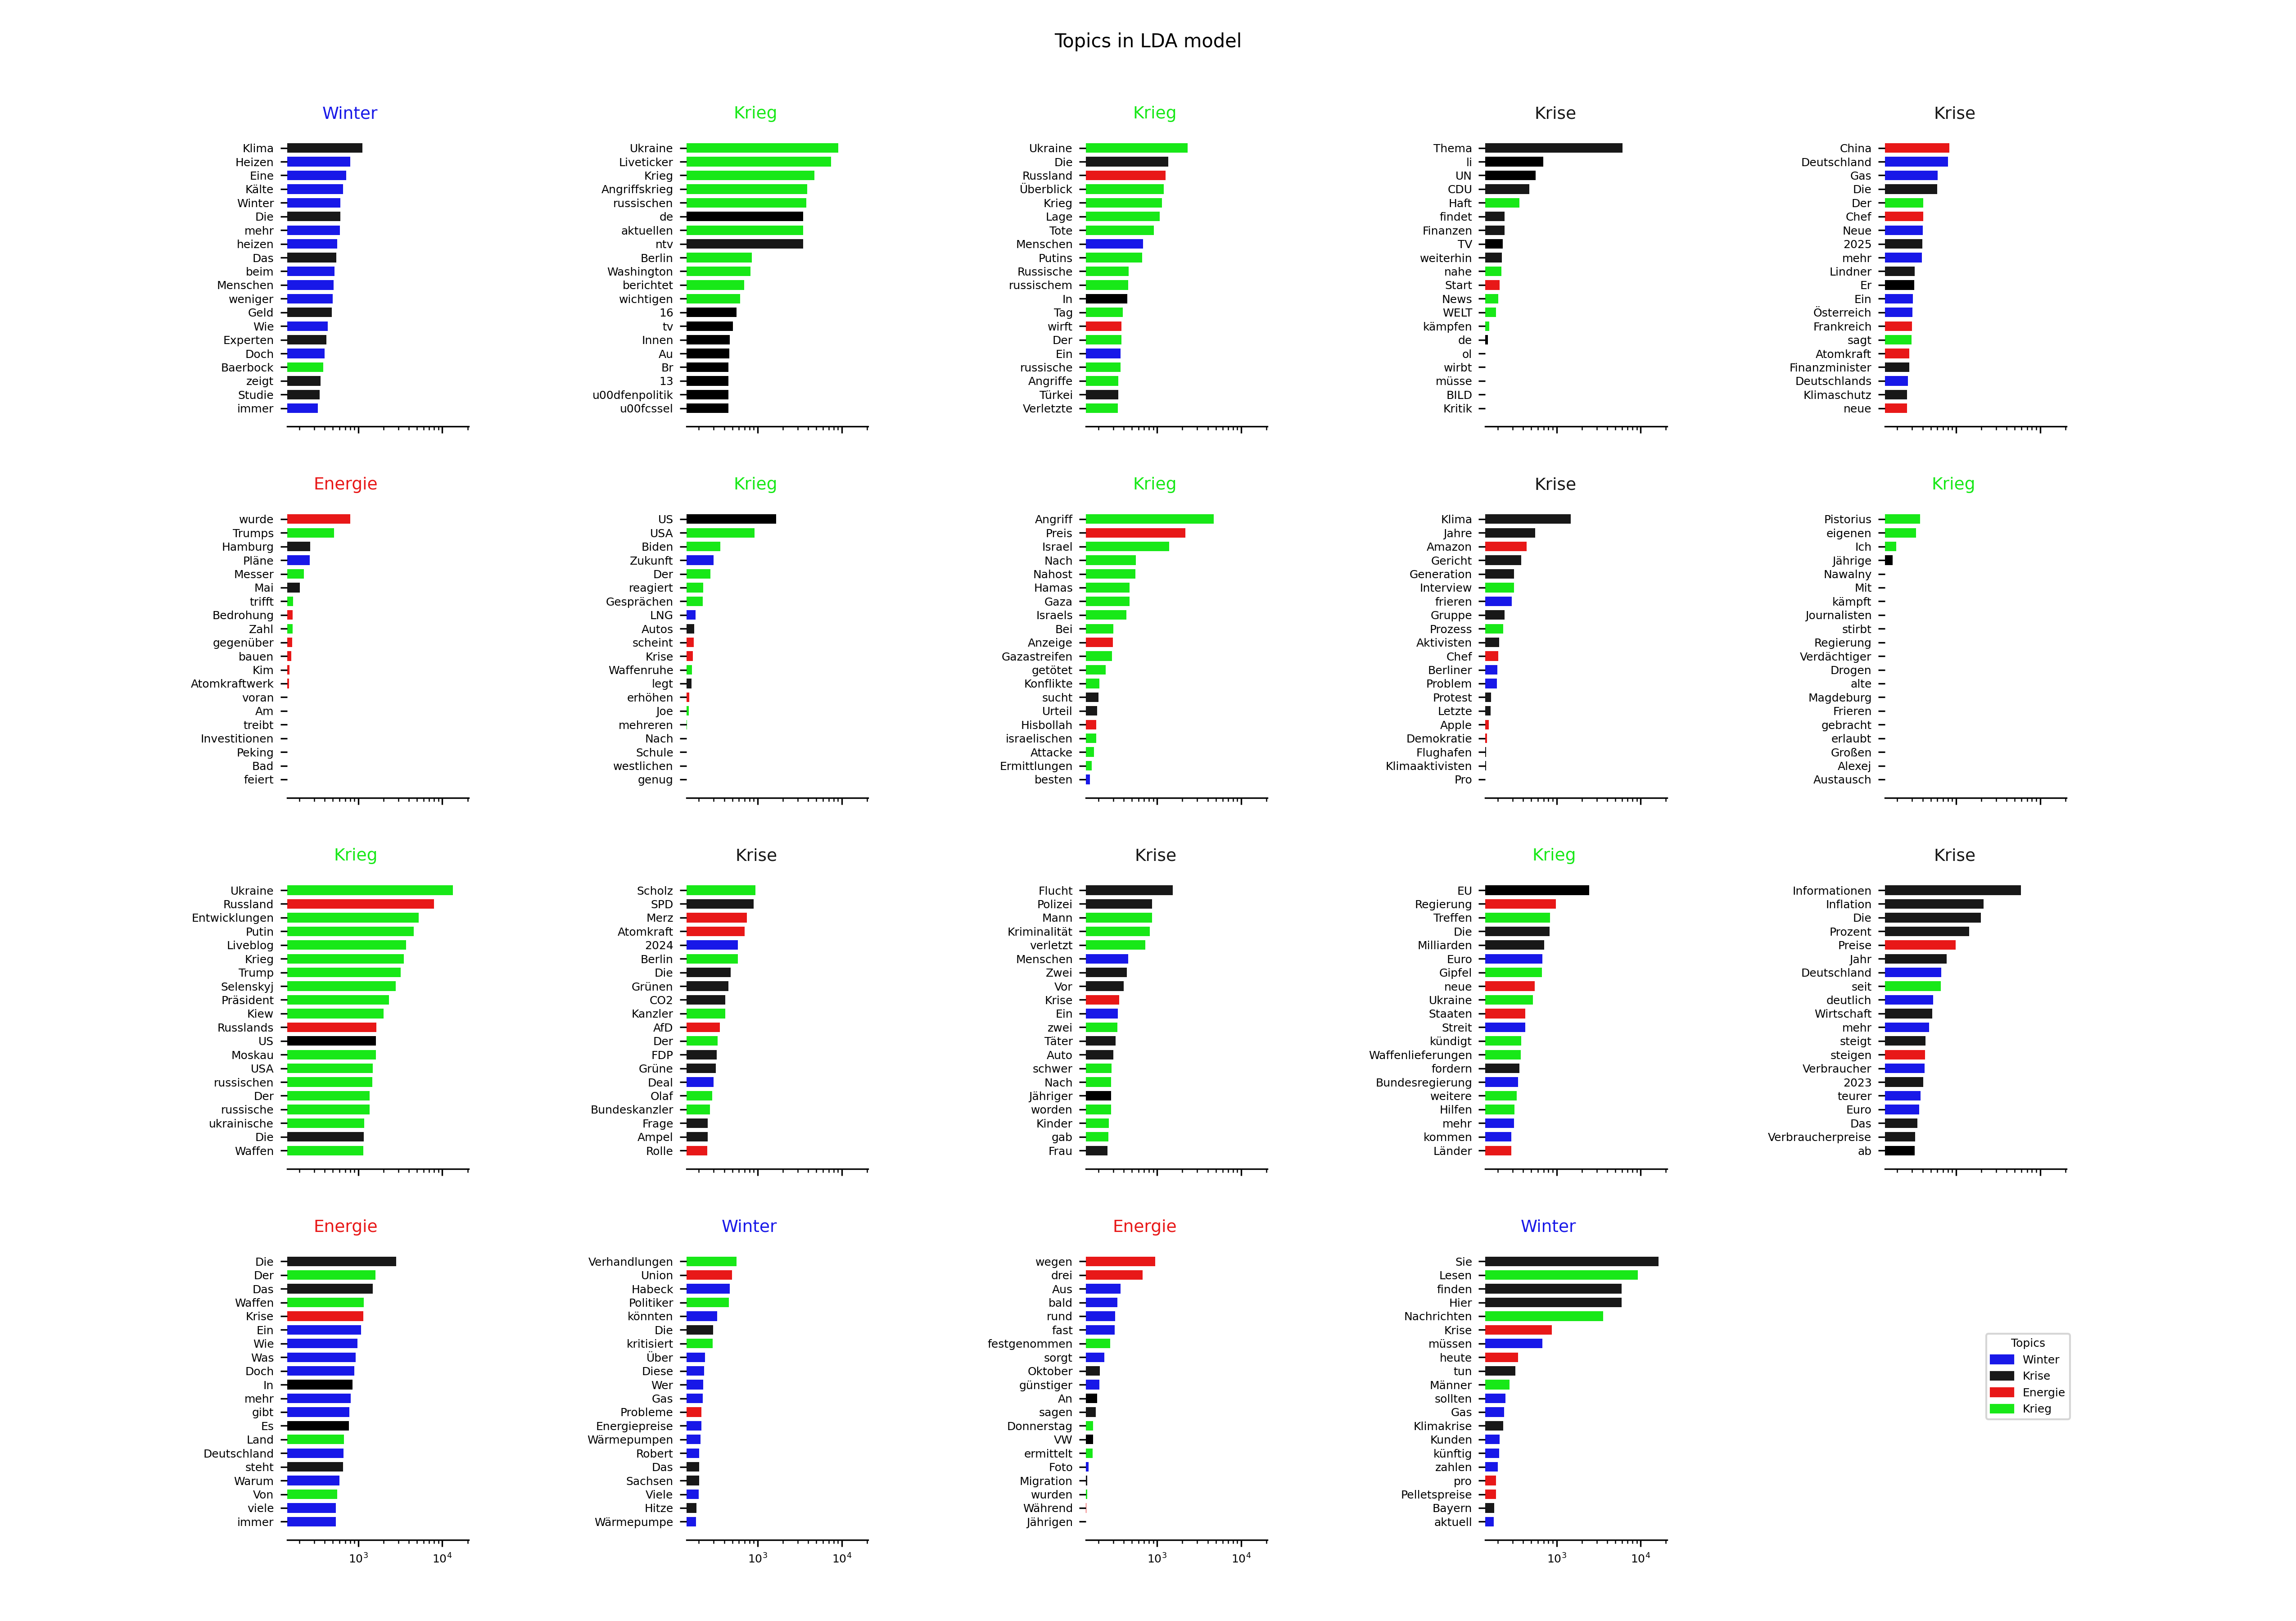 Topics in LDA model
Winter
Klima
Heizen
Eine
Kälte
Winter
Die
mehr
heizen
Das
beim
Menschen
weniger
Geld
Wie
Experten
Doch
Baerbock
zeigt
Studie
immer
Krieg
Ukraine
Liveticker
Krieg
Angriffskrieg
russischen
de
aktuellen
ntv
Berlin
Washington
berichtet
wichtigen
16
tv
Innen
Au
Br
13
u00dfenpolitik
u00fcssel
Krieg
Ukraine
Die
Russland
Überblick
Krieg
Lage
Tote
Menschen
Putins
Russische
russischem
In
Tag
wirft
Der
Ein
russische
Angriffe
Türkei
Verletzte
Krise
Thema
li
UN
CDU
Haft
findet
Finanzen
TV
weiterhin
nahe
Start
News
WELT
kämpfen
de
ol
wirbt
müsse
BILD
Kritik
Krise
China
Deutschland
Gas
Die
Der
Chef
Neue
2025
mehr
Lindner
Er
Ein
Österreich
Frankreich
sagt
Atomkraft
Finanzminister
Deutschlands
Klimaschutz
neue
Energie
wurde
Trumps
Hamburg
Pläne
Messer
Mai
trifft
Bedrohung
Zahl
gegenüber
bauen
Kim
Atomkraftwerk
voran
Am
treibt
Investitionen
Peking
Bad
feiert
Krieg
US
USA
Biden
Zukunft
Der
reagiert
Gesprächen
LNG
Autos
scheint
Krise
Waffenruhe
legt
erhöhen
Joe
mehreren
Nach
Schule
westlichen
genug
Krieg
Angriff
Preis
Israel
Nach
Nahost
Hamas
Gaza
Israels
Bei
Anzeige
Gazastreifen
getötet
Konflikte
sucht
Urteil
Hisbollah
israelischen
Attacke
Ermittlungen
besten
Krise
Klima
Jahre
Amazon
Gericht
Generation
Interview
frieren
Gruppe
Prozess
Aktivisten
Chef
Berliner
Problem
Protest
Letzte
Apple
Demokratie
Flughafen
Klimaaktivisten
Pro
Krieg
Pistorius
eigenen
Ich
Jährige
Nawalny
Mit
kämpft
Journalisten
stirbt
Regierung
Verdächtiger
Drogen
alte
Magdeburg
Frieren
gebracht
erlaubt
Großen
Alexej
Austausch
Krieg
Ukraine
Russland
Entwicklungen
Putin
Liveblog
Krieg
Trump
Selenskyj
Präsident
Kiew
Russlands
US
Moskau
USA
russischen
Der
russische
ukrainische
Die
Waffen
Krise
Scholz
SPD
Merz
Atomkraft
2024
Berlin
Die
Grünen
CO2
Kanzler
AfD
Der
FDP
Grüne
Deal
Olaf
Bundeskanzler
Frage
Ampel
Rolle
Krise
Flucht
Polizei
Mann
Kriminalität
verletzt
Menschen
Zwei
Vor
Krise
Ein
zwei
Täter
Auto
schwer
Nach
Jähriger
worden
Kinder
gab
Frau
Krieg
EU
Regierung
Treffen
Die
Milliarden
Euro
Gipfel
neue
Ukraine
Staaten
Streit
kündigt
Waffenlieferungen
fordern
Bundesregierung
weitere
Hilfen
mehr
kommen
Länder
Krise
Informationen
Inflation
Die
Prozent
Preise
Jahr
Deutschland
seit
deutlich
Wirtschaft
mehr
steigt
steigen
Verbraucher
2023
teurer
Euro
Das
Verbraucherpreise
ab
Energie
Die
Der
Das
Waffen
Krise
Ein
Wie
Was
Doch
In
mehr
gibt
Es
Land
Deutschland
steht
Warum
Von
viele
immer
10³ 10⁴
Winter
Verhandlungen
Union
Habeck
Politiker
könnten
Die
kritisiert
Über
Diese
Wer
Gas
Probleme
Energiepreise
Wärmepumpen
Robert
Das
Sachsen
Viele
Hitze
Wärmepumpe
10³ 10⁴
Energie
wegen
drei
Aus
bald
rund
fast
festgenommen
sorgt
Oktober
günstiger
An
sagen
Donnerstag
VW
ermittelt
Foto
Migration
wurden
Während
Jährigen
10³ 10⁴
Winter
Sie
Lesen
finden
Hier
Nachrichten
Krise
müssen
heute
tun
Männer
sollten
Gas
Klimakrise
Kunden
künftig
zahlen
pro
Pelletspreise
Bayern
aktuell
10³ 10⁴
Topics
Winter
Krise
Energie
Krieg